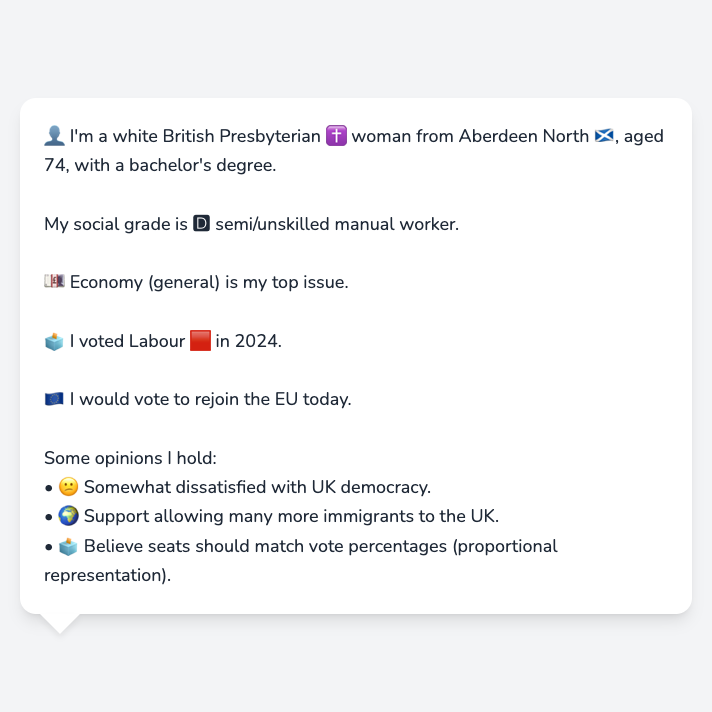 👤 I'm a white British Presbyterian ✝️ woman from Aberdeen North 🏴󠁧󠁢󠁳󠁣󠁴󠁿, aged
74, with a bachelor's degree.
My social grade is 🅳 semi/unskilled manual worker.
💷 Economy (general) is my top issue.
🗳️ I voted Labour 🟥 in 2024.
🇪🇺 I would vote to rejoin the EU today.
Some opinions I hold:
• 😕 Somewhat dissatisfied with UK democracy.
• 🌍 Support allowing many more immigrants to the UK.
• 🗳️ Believe seats should match vote percentages (proportional
representation).